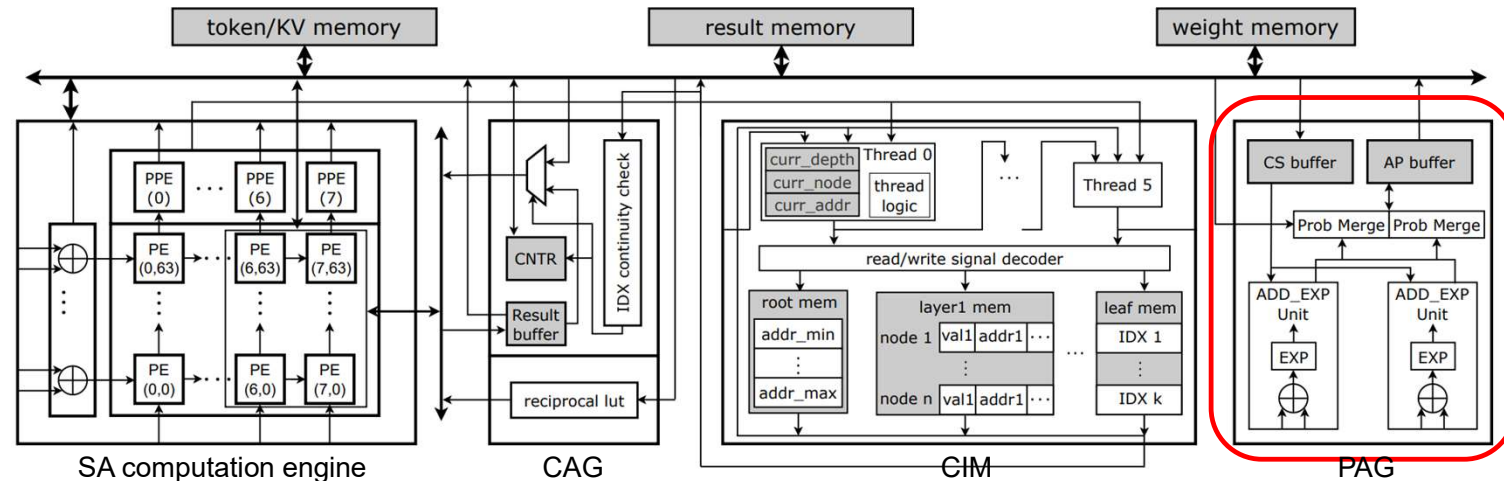 token/KV memory
result memory
weight memory
PPE
(0)
...
PPE
(6)
PPE
(7)
PE
(0,63)
...
PE
(6,63)
PE
(7,63)
PE
(0,0)
...
PE
(6,0)
PE
(7,0)
SA computation engine
IDX continuity check
CNTR
Result
buffer
reciprocal lut
CAG
curr_depth
curr_node
curr_addr
Thread 0
thread
logic
...
Thread 5
read/write signal decoder
root mem
addr_min
addr_max
layer1 mem
node 1 val1 addr1 ...
node n val1 addr1 ...
...
leaf mem
IDX 1
IDX k
CIM
CS buffer
AP buffer
Prob Merge Prob Merge
ADD_EXP
Unit
EXP
ADD_EXP
Unit
EXP
PAG